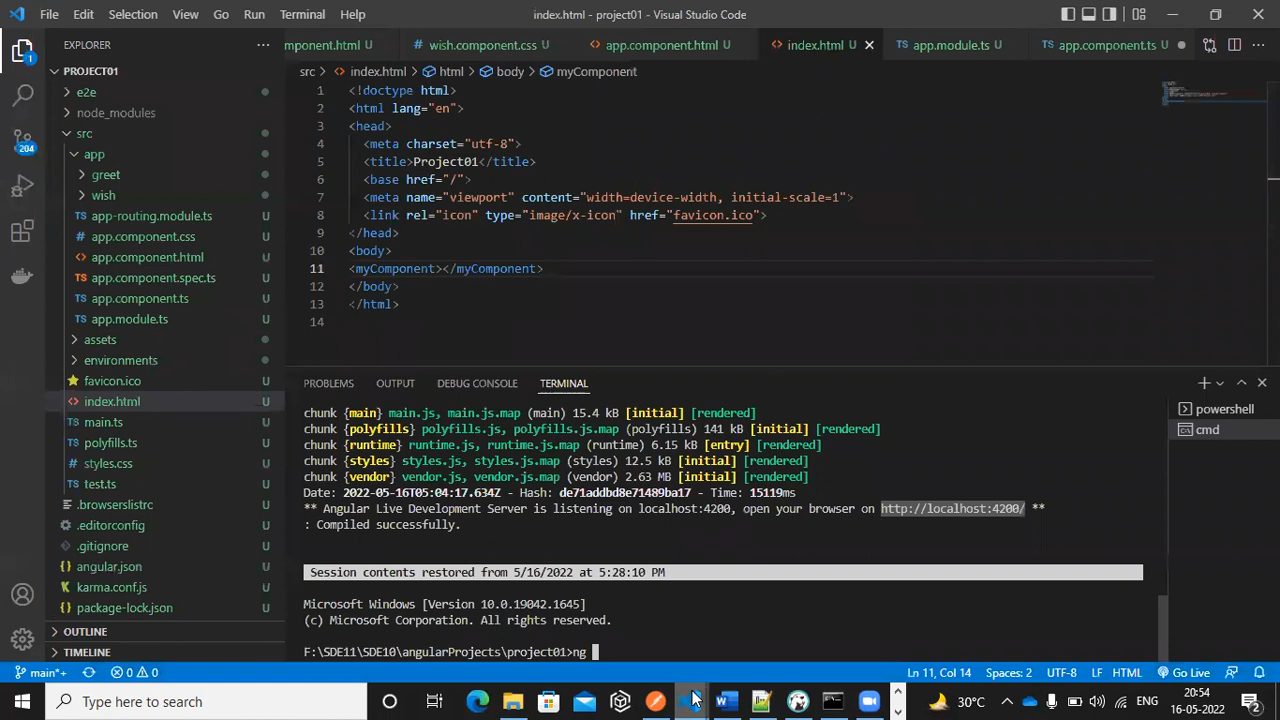 File Edit Selection View Go Run Terminal Help
index.html - project01 - Visual Studio Code
EXPLORER
omponent.html U
wish.component.css U
app.component.html U
index.html U
app.module.ts U
app.component.ts U
PROJECT01
src > index.html > html > body > myComponent
e2e
node_modules
src
app
greet
wish
app-routing.module.ts U
app.component.css U
app.component.html U
app.component.spec.ts U
app.component.ts U
app.module.ts U
assets
environments
favicon.ico U
index.html U
main.ts U
polyfills.ts U
styles.css U
test.ts U
.browserslistrc U
.editorconfig U
.gitignore U
angular.json U
karma.conf.js U
package-lock.json U
OUTLINE
TIMELINE
1
204
1 <!doctype html>
2 <html lang="en">
3 <head>
4 <meta charset="utf-8">
5 <title>Project01</title>
6 <base href="/">
7 <meta name="viewport" content="width=device-width, initial-scale=1">
8 <link rel="icon" type="image/x-icon" href="favicon.ico">
9 </head>
10 <body>
11 <myComponent></myComponent>
12 </body>
13 </html>
14
PROBLEMS OUTPUT DEBUG CONSOLE TERMINAL
powershell
cmd
chunk {main} main.js, main.js.map (main) 15.4 kB [initial] [rendered]
chunk {polyfills} polyfills.js, polyfills.js.map (polyfills) 141 kB [initial] [rendered]
chunk {runtime} runtime.js, runtime.js.map (runtime) 6.15 kB [entry] [rendered]
chunk {styles} styles.js, styles.js.map (styles) 12.5 kB [initial] [rendered]
chunk {vendor} vendor.js, vendor.js.map (vendor) 2.63 MB [initial] [rendered]
Date: 2022-05-16T05:04:17.634Z - Hash: de71addbd8e71489ba17 - Time: 15119ms
** Angular Live Development Server is listening on localhost:4200, open your browser on http://localhost:4200/ **
: Compiled successfully.
Session contents restored from 5/16/2022 at 5:28:10 PM
Microsoft Windows [Version 10.0.19042.1645]
(c) Microsoft Corporation. All rights reserved.
F:\SDE11\SDE10\angularProjects\project01>ng
main*+ 0 0
Ln 11, Col 14 Spaces: 2 UTF-8 LF HTML Go Live
Type here to search
30°C
ENG
20:54
16-05-2022
2